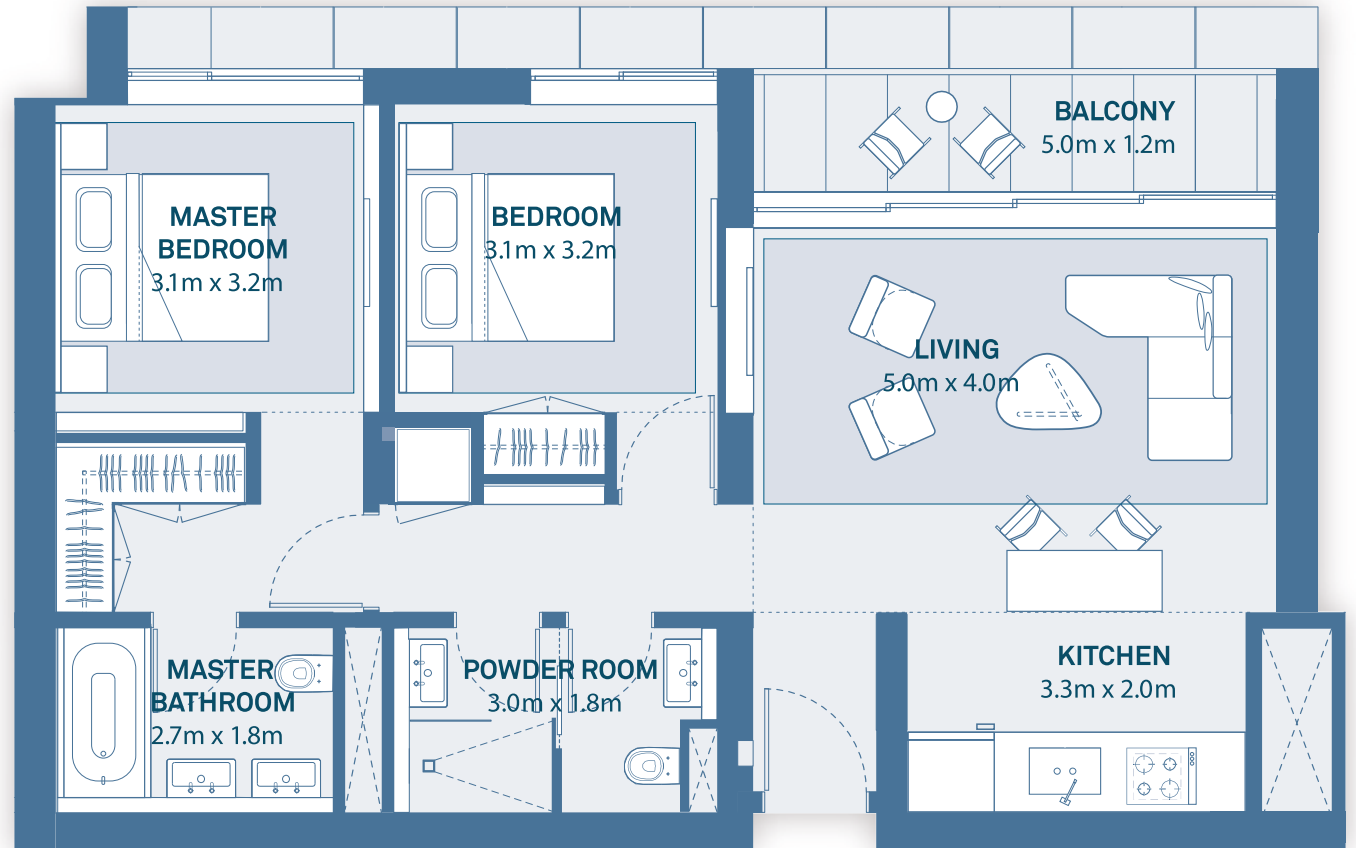 BALCONY
5.0m x 1.2m
MASTER
BEDROOM
3.1m x 3.2m
BEDROOM
3.1m x 3.2m
LIVING
5.0m x 4.0m
MASTER
BATHROOM
2.7m x 1.8m
POWDER ROOM
3.0m x 1.8m
KITCHEN
3.3m x 2.0m